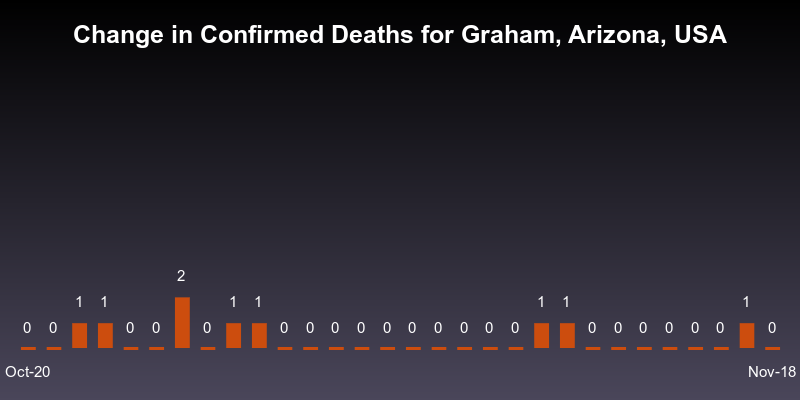 Change in Confirmed Deaths for Graham, Arizona, USA
2
1 1 1 1 1 1 1
0 0 0 0 0 0 0 0 0 0 0 0 0 0 0 0 0 0 0 0 0 0
Oct-20 Nov-18